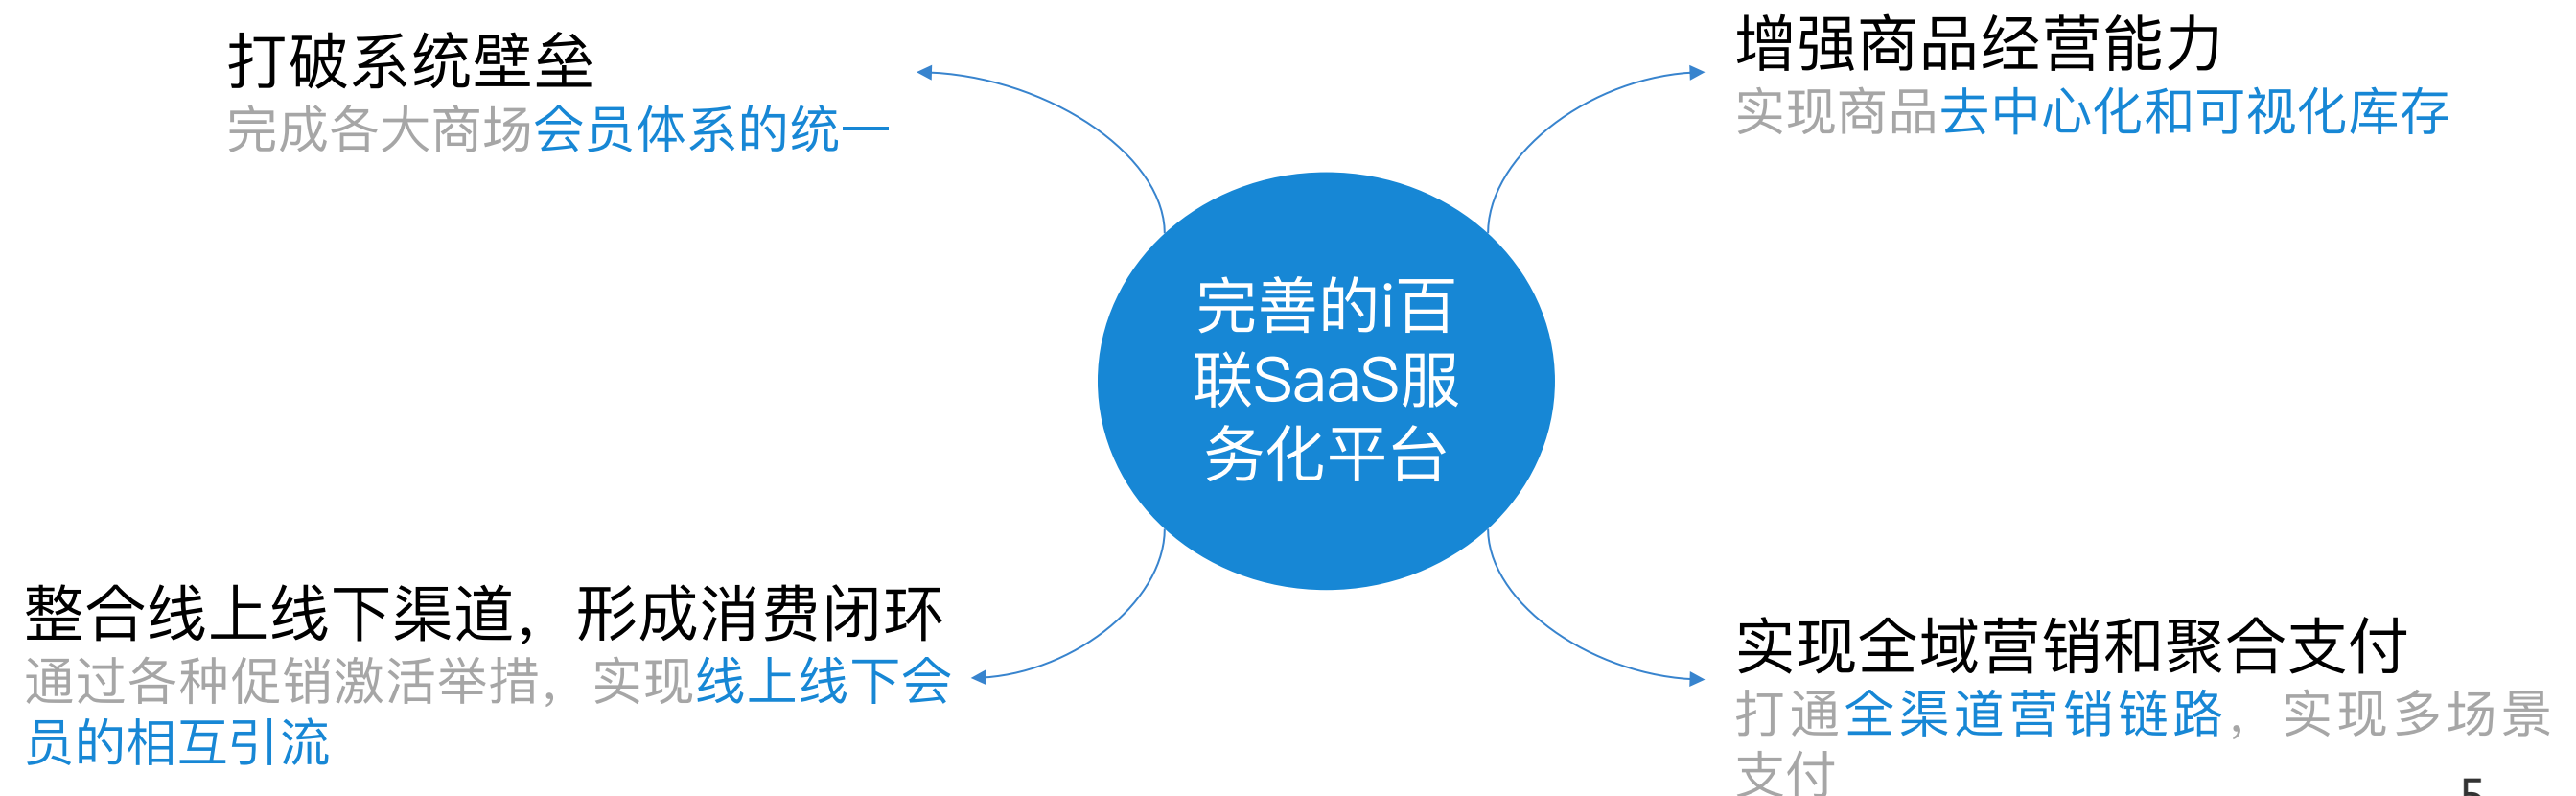 打破系统壁垒
完成各大商场会员体系的统一
增强商品经营能力
实现商品去中心化和可视化库存
完善的i百
联SaaS服
务化平台
整合线上线下渠道，形成消费闭环
通过各种促销激活举措，实现线上线下会
员的相互引流
实现全域营销和聚合支付
打通全渠道营销链路，实现多场景
支付
5